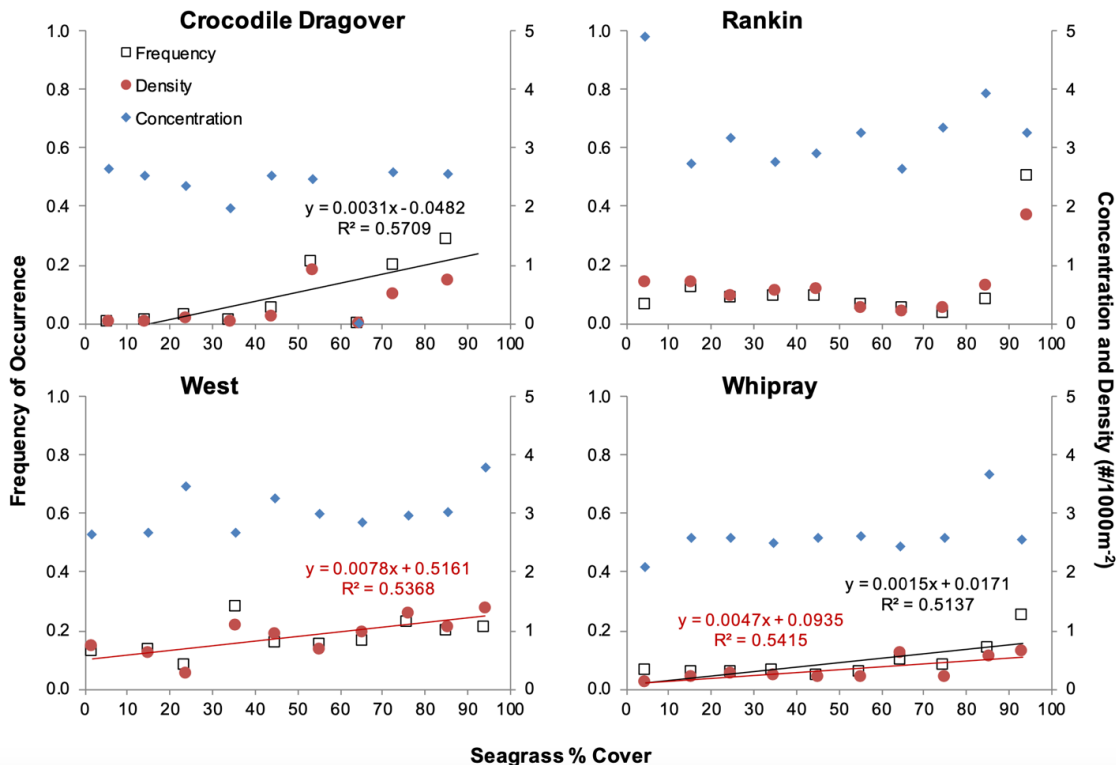 Crocodile Dragover
Rankin
1.0
0.8
0.6
0.4
0.2
0.0
Frequency
Density
Concentration
y = 0.0031x - 0.0482
R² = 0.5709
5
4
3
2
1
0
0 10 20 30 40 50 60 70 80 90 100
1.0
0.8
0.6
0.4
0.2
0.0
5
4
3
2
1
0
0 10 20 30 40 50 60 70 80 90 100
West
Whipray
1.0
0.8
0.6
0.4
0.2
0.0
y = 0.0078x + 0.5161
R² = 0.5368
5
4
3
2
1
0
0 10 20 30 40 50 60 70 80 90 100
1.0
0.8
0.6
0.4
0.2
0.0
y = 0.0015x + 0.0171
R² = 0.5137
y = 0.0047x + 0.0935
R² = 0.5415
5
4
3
2
1
0
0 10 20 30 40 50 60 70 80 90 100
Frequency of Occurrence
Concentration and Density (#/1000m⁻²)
Seagrass % Cover